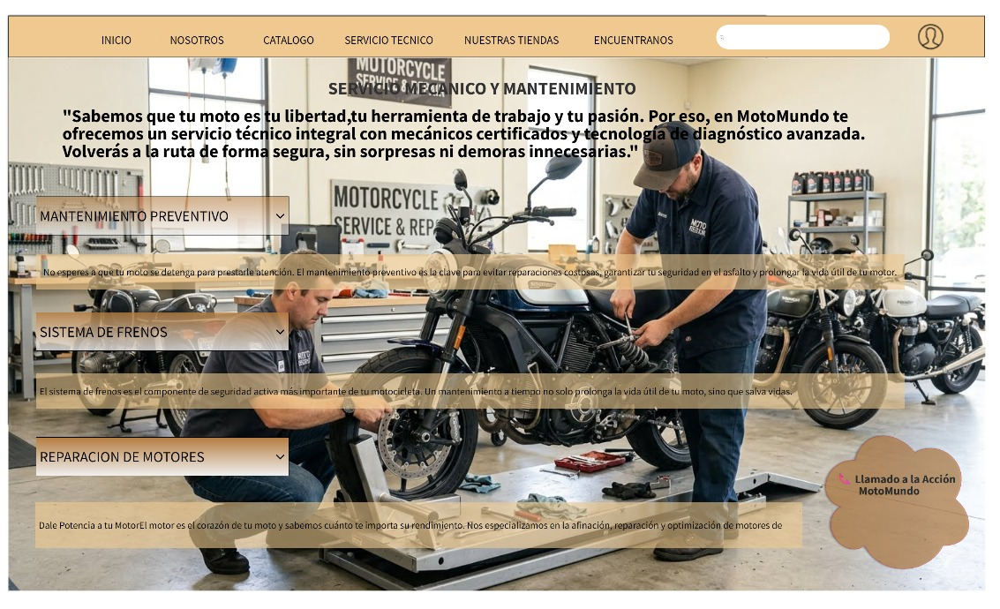 INICIO NOSOTROS CATALOGO SERVICIO TECNICO NUESTRAS TIENDAS ENCUENTRANOS
MOTORCYCLE
SERVICE &
SERVICIO MECANICO Y MANTENIMIENTO
"Sabemos que tu moto es tu libertad,tu herramienta de trabajo y tu pasión. Por eso, en MotoMundo te
ofrecemos un servicio técnico integral con mecánicos certificados y tecnología de diagnóstico avanzada.
Volverás a la ruta de forma segura, sin sorpresas ni demoras innecesarias."
MOTORCYCLE
SERVICE & REPA
MANTENIMIENTO PREVENTIVO
No esperes a que tu moto se detenga para prestarle atención. El mantenimiento preventivo es la clave para evitar reparaciones costosas, garantizar tu seguridad en el asfalto y prolongar la vida útil de tu motor.
SISTEMA DE FRENOS
El sistema de frenos es el componente de seguridad activa más importante de tu motocicleta. Un mantenimiento a tiempo no solo prolonga la vida útil de tu moto, sino que salva vidas.
REPARACION DE MOTORES
Llamado a la Acción
MotoMundo
Dale Potencia a tu MotorEl motor es el corazón de tu moto y sabemos cuánto te importa su rendimiento. Nos especializamos en la afinación, reparación y optimización de motores de